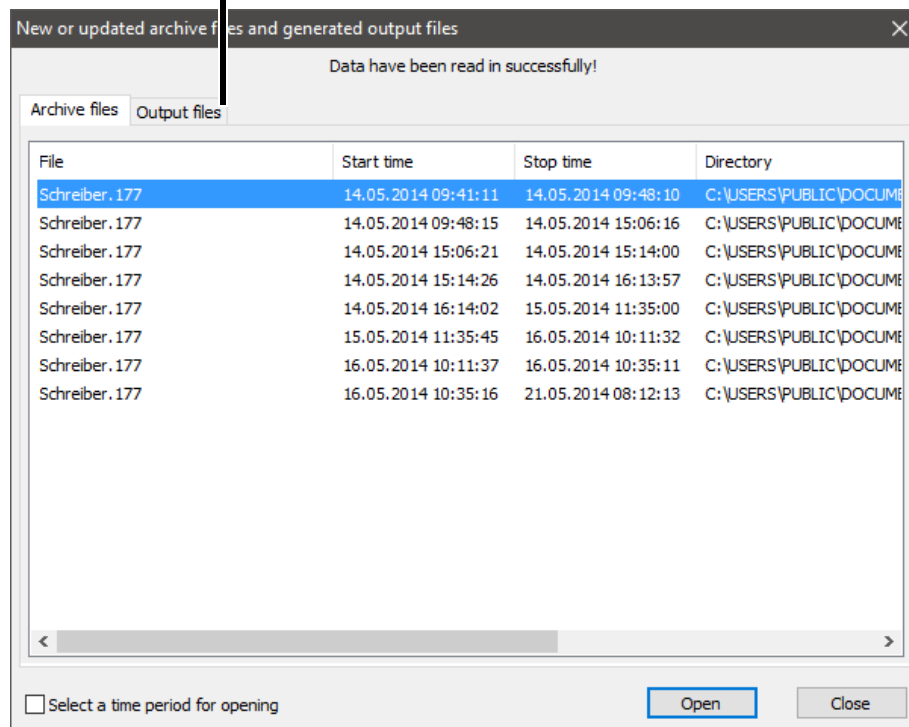 New or updated archive files and generated output files
Data have been read in successfully!
Archive files Output files
File Start time Stop time Directory
Schreiber.177 14.05.2014 09:41:11 14.05.2014 09:48:10 C:\USERS\PUBLIC\DOCUME
Schreiber.177 14.05.2014 09:48:15 14.05.2014 15:06:16 C:\USERS\PUBLIC\DOCUME
Schreiber.177 14.05.2014 15:06:21 14.05.2014 15:14:00 C:\USERS\PUBLIC\DOCUME
Schreiber.177 14.05.2014 15:14:26 14.05.2014 16:13:57 C:\USERS\PUBLIC\DOCUME
Schreiber.177 14.05.2014 16:14:02 15.05.2014 11:35:00 C:\USERS\PUBLIC\DOCUME
Schreiber.177 15.05.2014 11:35:45 16.05.2014 10:11:32 C:\USERS\PUBLIC\DOCUME
Schreiber.177 16.05.2014 10:11:37 16.05.2014 10:35:11 C:\USERS\PUBLIC\DOCUME
Schreiber.177 16.05.2014 10:35:16 21.05.2014 08:12:13 C:\USERS\PUBLIC\DOCUME
Select a time period for opening Open Close